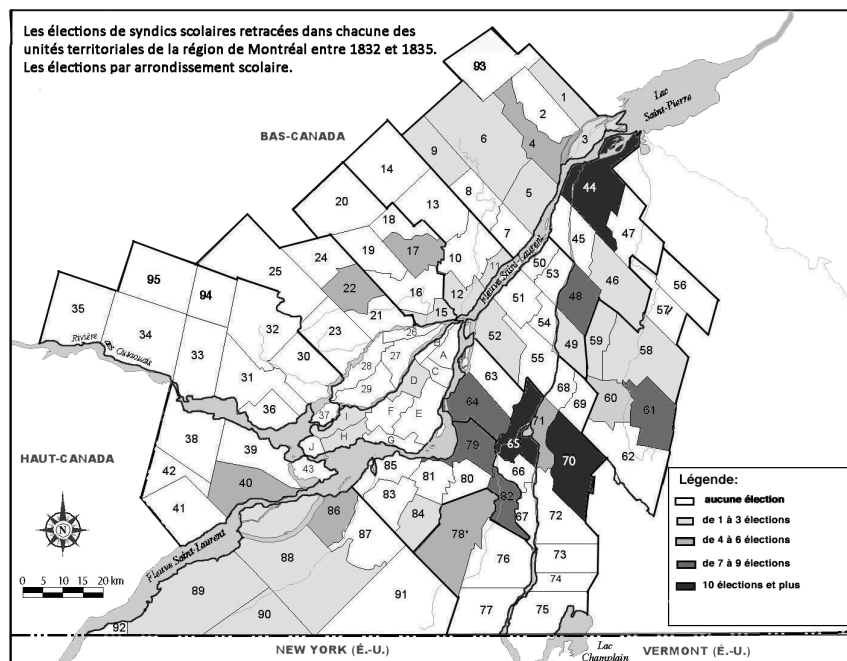 Les élections de syndics scolaires retracées dans chacune des
unités territoriales de la région de Montréal entre 1832 et 1835.
Les élections par arrondissement scolaire.
93
1
2
Lac
Saint-Pierre
BAS-CANADA
3
4
6
9
14
5
8
44
20
13
7
47
18
45
19
17
10
50
24
11
Fleuve Saint-Laurent
53
46
56
25
95
94
22
16
12
51
48
57
35
21
15
54
32
23
26
52
49
59
58
Rivière
des Outaouais
34
33
30
27
B
A
55
28
C
63
31
29
D
68
60
61
36
64
69
37
I
F
E
71
38
39
J
H
G
79
65
70
62
HAUT-CANADA
42
43
85
66
40
81
80
41
83
82
67
72
N
86
84
78*
87
76
73
Fleuve Saint-Laurent
88
74
0 5 10 15 20 km
89
91
77
75
90
92
NEW YORK (É.-U.)
Lac
Champlain
VERMONT (É.-U.)
Légende:
aucune élection
de 1 à 3 élections
de 4 à 6 élections
de 7 à 9 élections
10 élections et plus